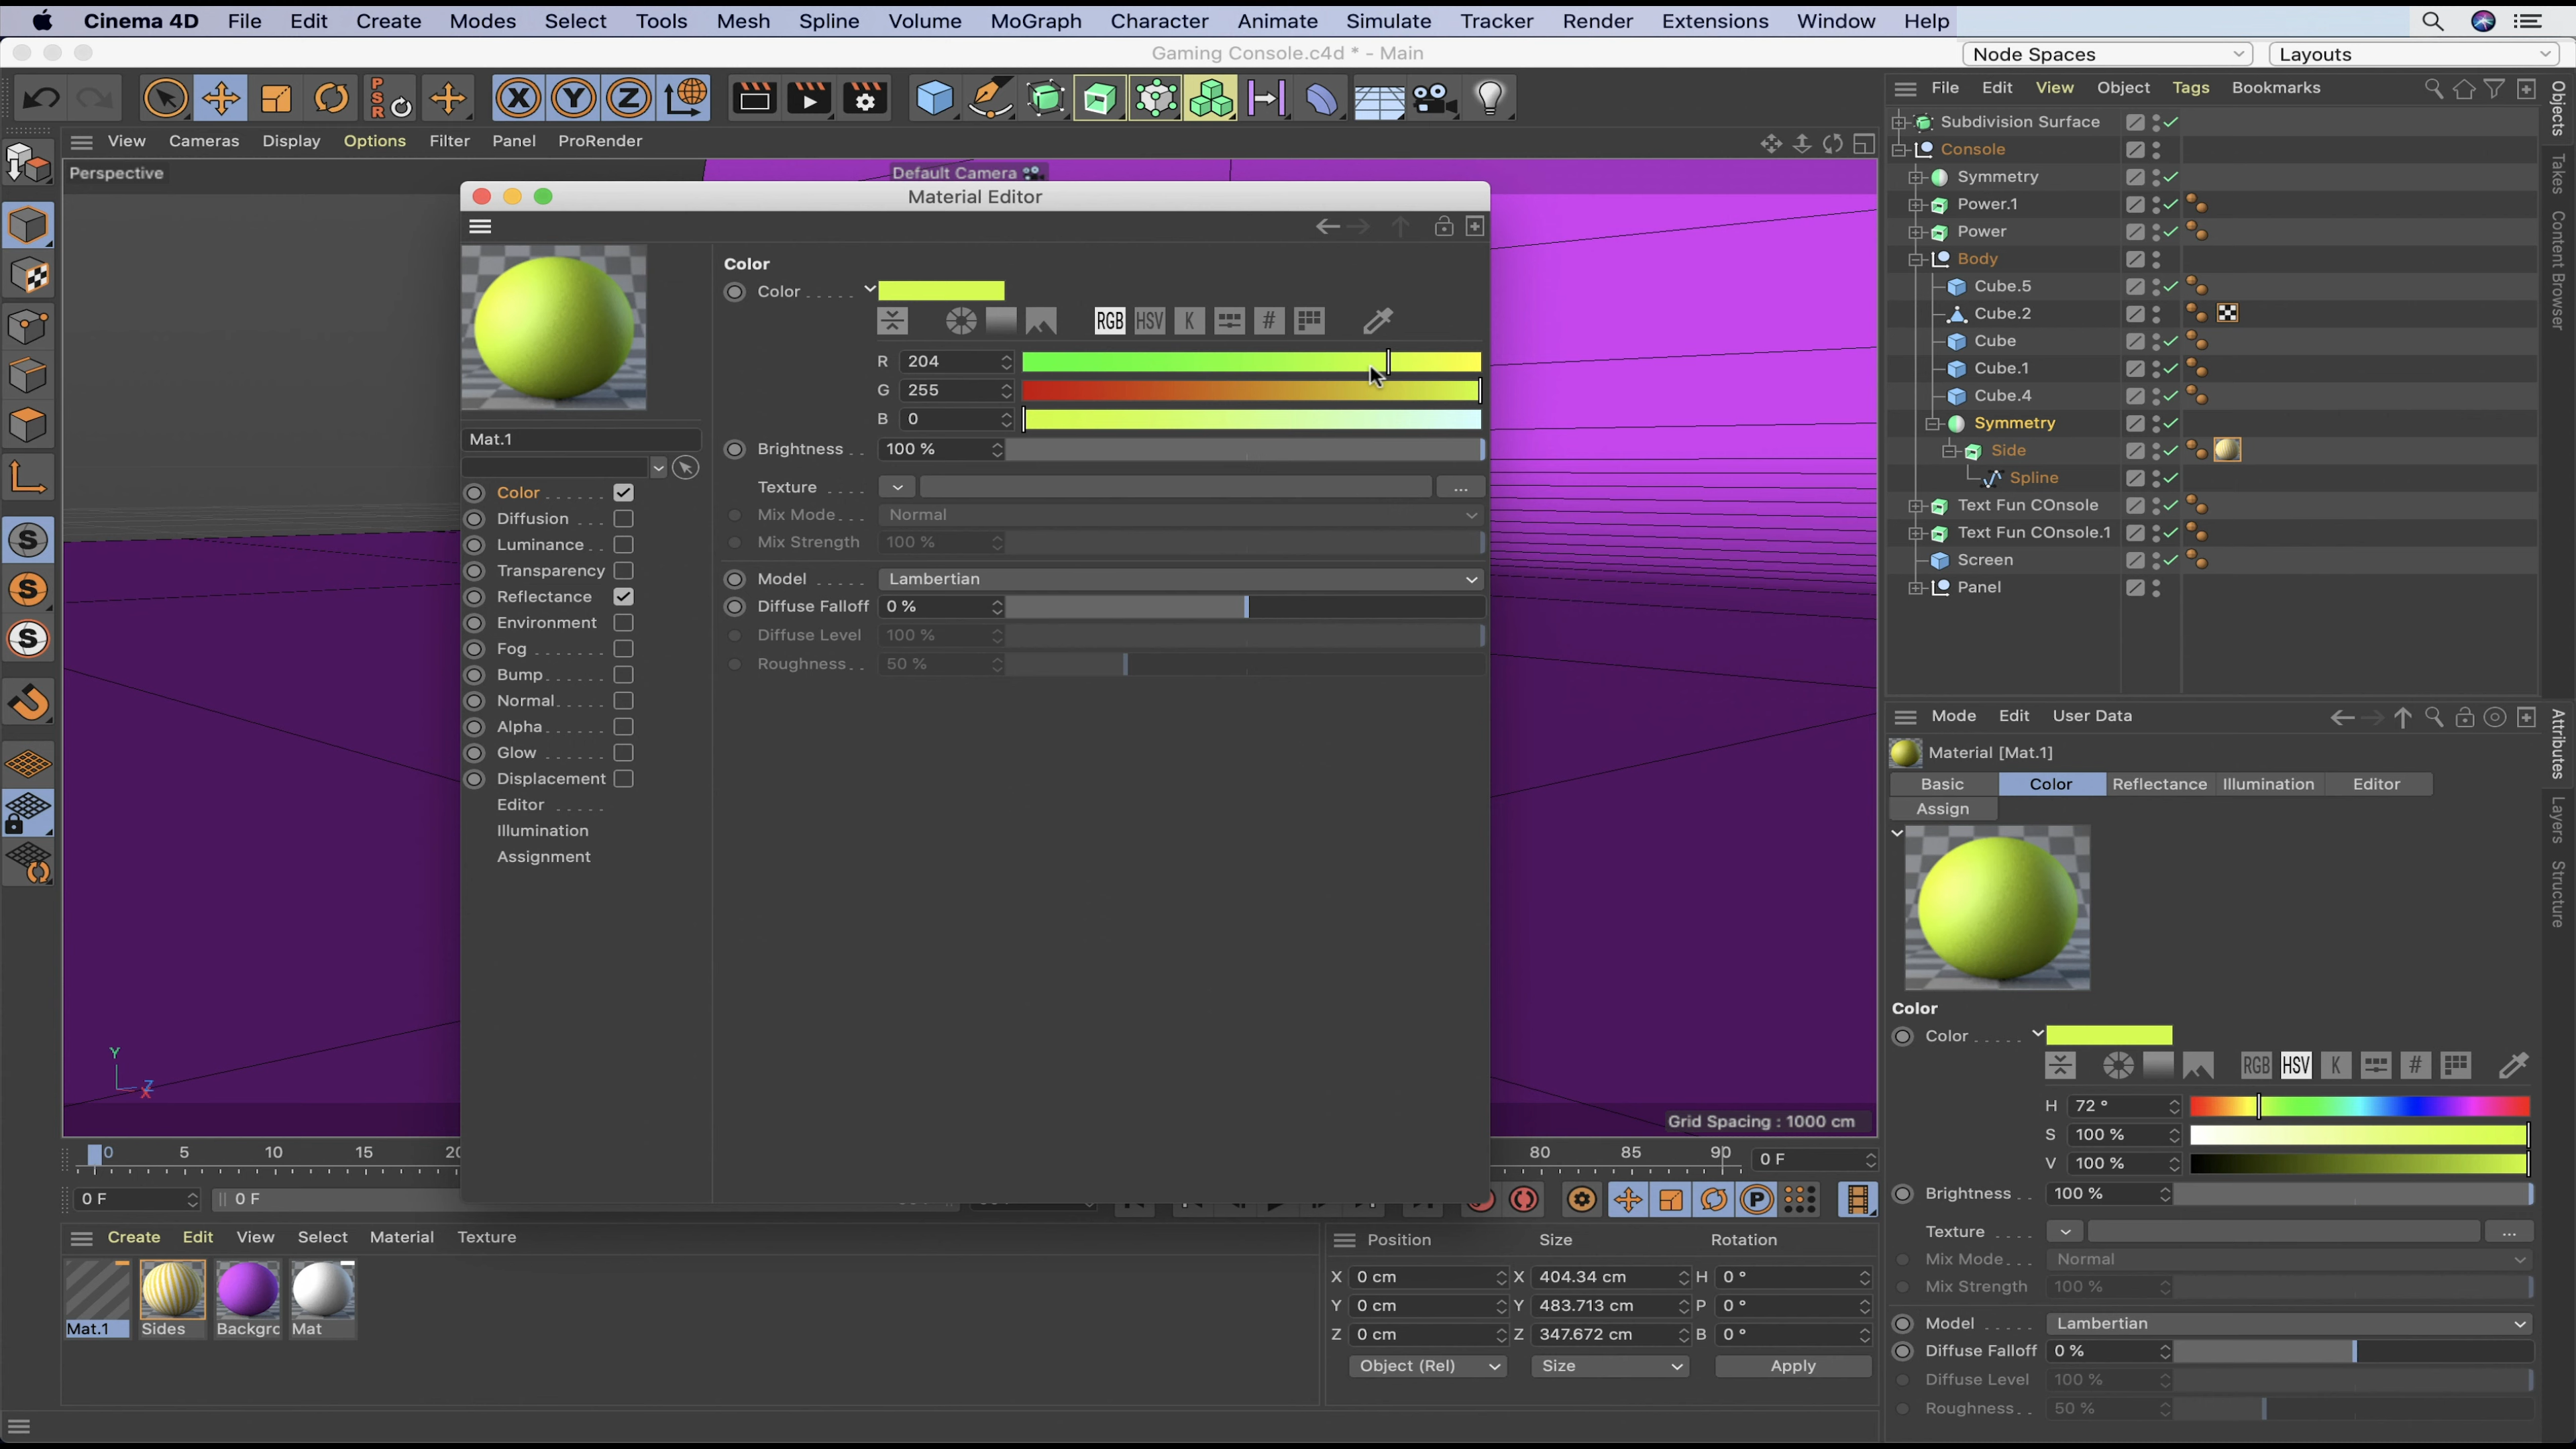 Cinema 4D File Edit Create Modes Select Tools Mesh Spline Volume MoGraph Character Animate Simulate Tracker Render Extensions Window Help
Gaming Console.c4d * - Main
Node Spaces
Layouts
PSR X Y Z
File Edit View Object Tags Bookmarks
View Cameras Display Options Filter Panel ProRender
Perspective
Default Camera
Material Editor
Subdivision Surface
Console
Symmetry
Power.1
Power
Body
Cube.5
Cube.2
Cube
Cube.1
Cube.4
Symmetry
Side
Spline
Text Fun COnsole
Text Fun COnsole.1
Screen
Panel
Objects
Takes
Content Browser
Mat.1
Color
Diffusion
Luminance
Transparency
Reflectance
Environment
Fog
Bump
Normal
Alpha
Glow
Displacement
Editor
Illumination
Assignment
Color
Color
RGB HSV K #
R 204
G 255
B 0
Brightness 100 %
Texture ...
Mix Mode Normal
Mix Strength 100 %
Model Lambertian
Diffuse Falloff 0 %
Diffuse Level 100 %
Roughness 50 %
Y
Z
X
Grid Spacing : 1000 cm
0 5 10 15 20 80 85 90 0 F
0 F 0 F
P
Create Edit View Select Material Texture
Mat.1 Sides Backgrc Mat
Position Size Rotation
X 0 cm X 404.34 cm H 0 °
Y 0 cm Y 483.713 cm P 0 °
Z 0 cm Z 347.672 cm B 0 °
Object (Rel) Size Apply
Mode Edit User Data
Material [Mat.1]
Basic Color Reflectance Illumination Editor
Assign
Color
Color
RGB HSV K #
H 72 °
S 100 %
V 100 %
Brightness 100 %
Texture ...
Mix Mode Normal
Mix Strength 100 %
Model Lambertian
Diffuse Falloff 0 %
Diffuse Level 100 %
Roughness 50 %
Attributes
Layers
Structure
S
S
S